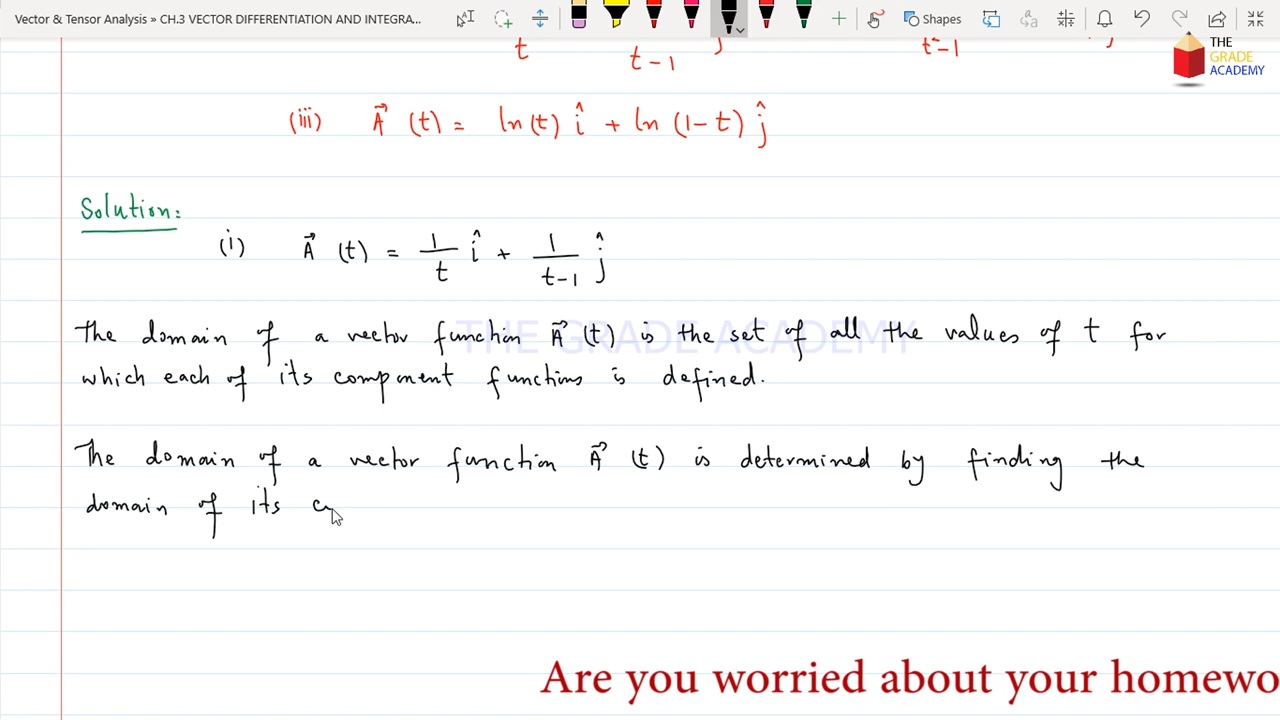 Vector & Tensor Analysis » CH.3 VECTOR DIFFERENTIATION AND INTEGRA...
Shapes
THE
GRADE
ACADEMY
t
t-1
j
t²-1
j
(iii) A⃗ (t) = ln(t) î + ln (1-t) ĵ
Solution:
(i) A⃗ (t) = 1/t î + 1/(t-1) ĵ
THE GRADE ACADEMY
The domain of a vector function A⃗ (t) is the set of all the values of t for
which each of its component functions is defined.
The domain of a vector function A⃗ (t) is determined by finding the
domain of its
Are you worried about your homewo